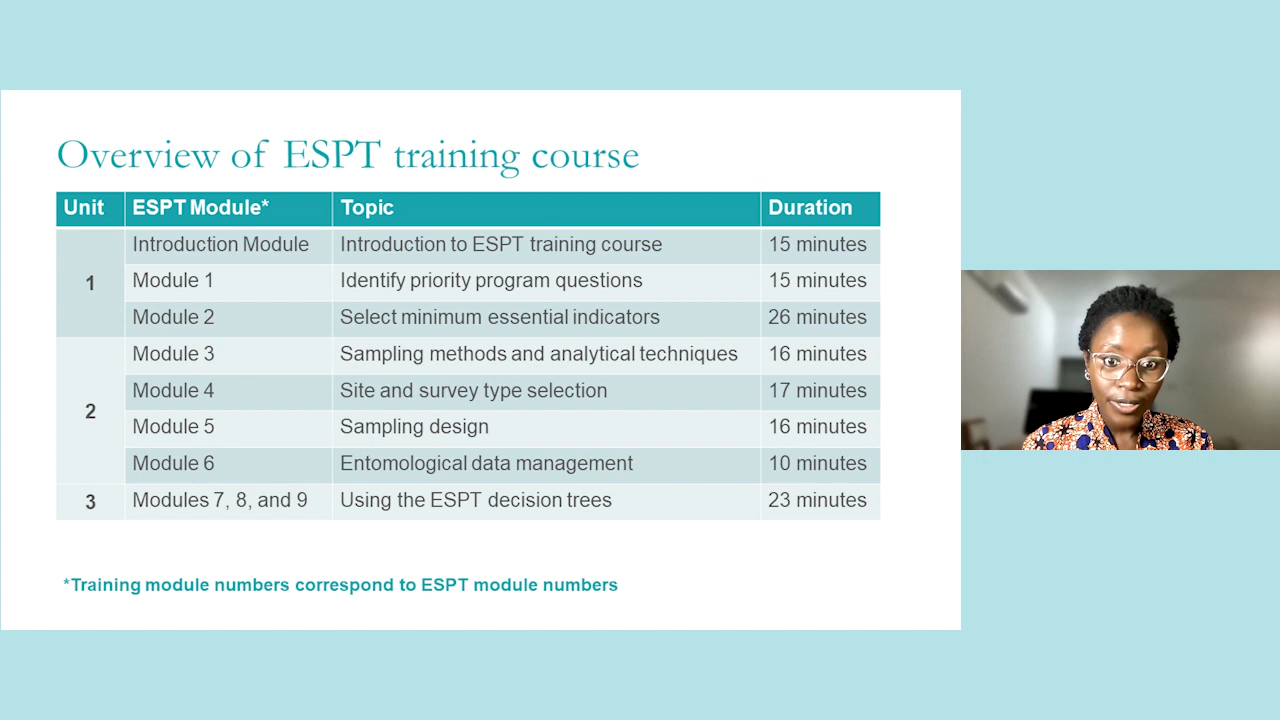 Overview of ESPT training course
Unit ESPT Module* Topic Duration
1
Introduction Module Introduction to ESPT training course 15 minutes
Module 1 Identify priority program questions 15 minutes
Module 2 Select minimum essential indicators 26 minutes
2
Module 3 Sampling methods and analytical techniques 16 minutes
Module 4 Site and survey type selection 17 minutes
Module 5 Sampling design 16 minutes
Module 6 Entomological data management 10 minutes
3 Modules 7, 8, and 9 Using the ESPT decision trees 23 minutes
*Training module numbers correspond to ESPT module numbers